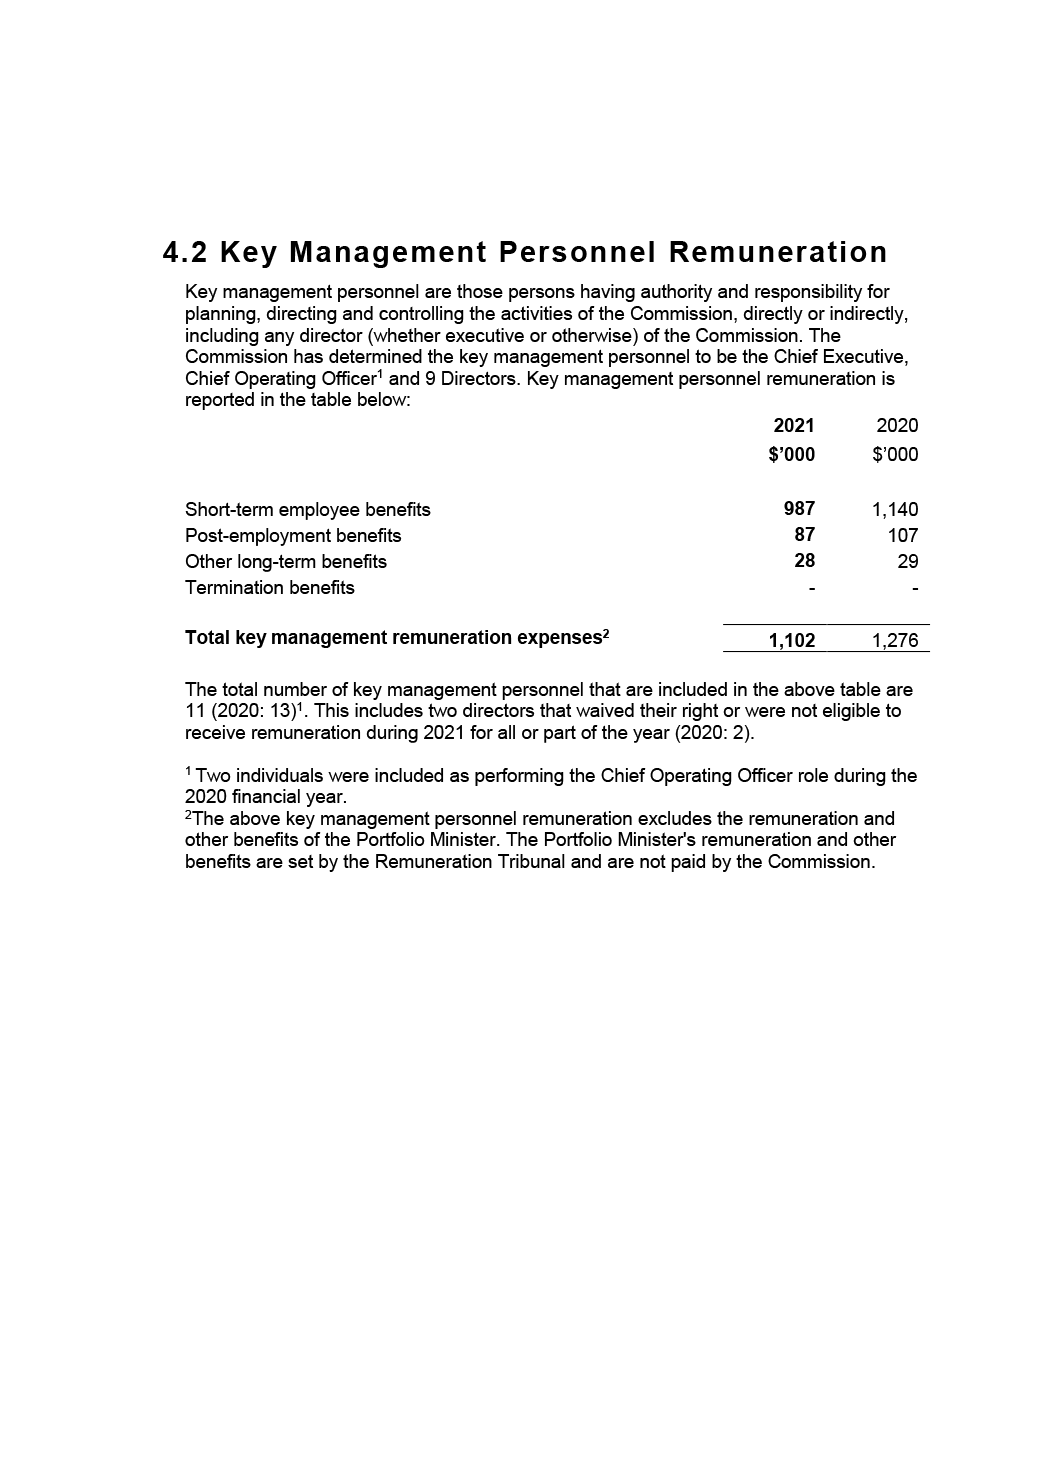 4.2 Key Management Personnel Remuneration
Key management personnel are those persons having authority and responsibility for
planning, directing and controlling the activities of the Commission, directly or indirectly,
including any director (whether executive or otherwise) of the Commission. The
Commission has determined the key management personnel to be the Chief Executive,
Chief Operating Officer¹ and 9 Directors. Key management personnel remuneration is
reported in the table below:
2021 2020
$’000 $’000
Short-term employee benefits 987 1,140
Post-employment benefits 87 107
Other long-term benefits 28 29
Termination benefits - -
Total key management remuneration expenses² 1,102 1,276
The total number of key management personnel that are included in the above table are
11 (2020: 13)¹. This includes two directors that waived their right or were not eligible to
receive remuneration during 2021 for all or part of the year (2020: 2).
¹ Two individuals were included as performing the Chief Operating Officer role during the
2020 financial year.
²The above key management personnel remuneration excludes the remuneration and
other benefits of the Portfolio Minister. The Portfolio Minister's remuneration and other
benefits are set by the Remuneration Tribunal and are not paid by the Commission.